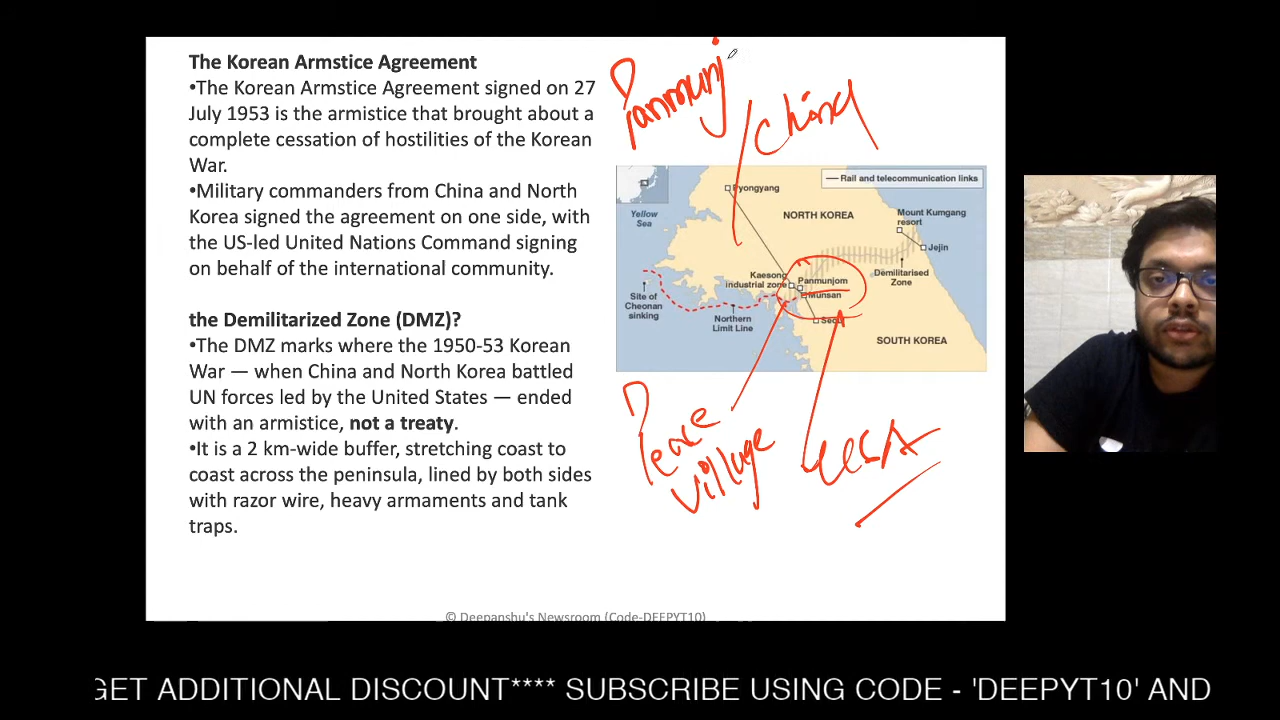 The Korean Armstice Agreement
•The Korean Armstice Agreement signed on 27
July 1953 is the armistice that brought about a
complete cessation of hostilities of the Korean
War.
•Military commanders from China and North
Korea signed the agreement on one side, with
the US-led United Nations Command signing
on behalf of the international community.
the Demilitarized Zone (DMZ)?
•The DMZ marks where the 1950-53 Korean
War — when China and North Korea battled
UN forces led by the United States — ended
with an armistice, not a treaty.
•It is a 2 km-wide buffer, stretching coast to
coast across the peninsula, lined by both sides
with razor wire, heavy armaments and tank
traps.
Panmunj
China
Rail and telecommunication links
Pyongyang
Yellow
Sea
NORTH KOREA
Mount Kumgang
resort
Jejin
Kaesong
industrial zone
Panmunjom
Munsan
Demilitarised
Zone
Site of
Cheonan
sinking
Northern
Limit Line
Seoul
SOUTH KOREA
Peace
village
USA
© Deepanshu's Newsroom (Code-DEEPYT10)
GET ADDITIONAL DISCOUNT**** SUBSCRIBE USING CODE - 'DEEPYT10' AND